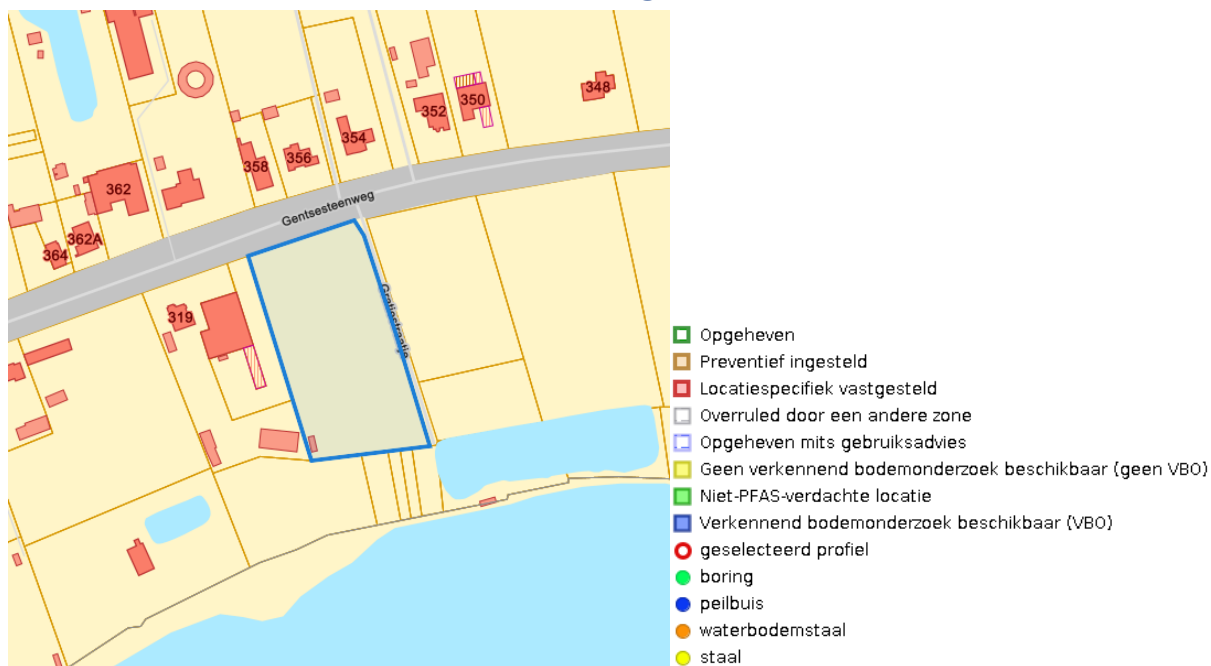 348
350
352
354
356
358
362
362A
364
Gentsesteenweg
319
Opgeheven
Preventief ingesteld
Locatiespecifiek vastgesteld
Overruled door een andere zone
Opgeheven mits gebruiksadvies
Geen verkennend bodemonderzoek beschikbaar (geen VBO)
Niet-PFAS-verdachte locatie
Verkennend bodemonderzoek beschikbaar (VBO)
geselecteerd profiel
boring
peilbuis
waterbodemstaal
staal